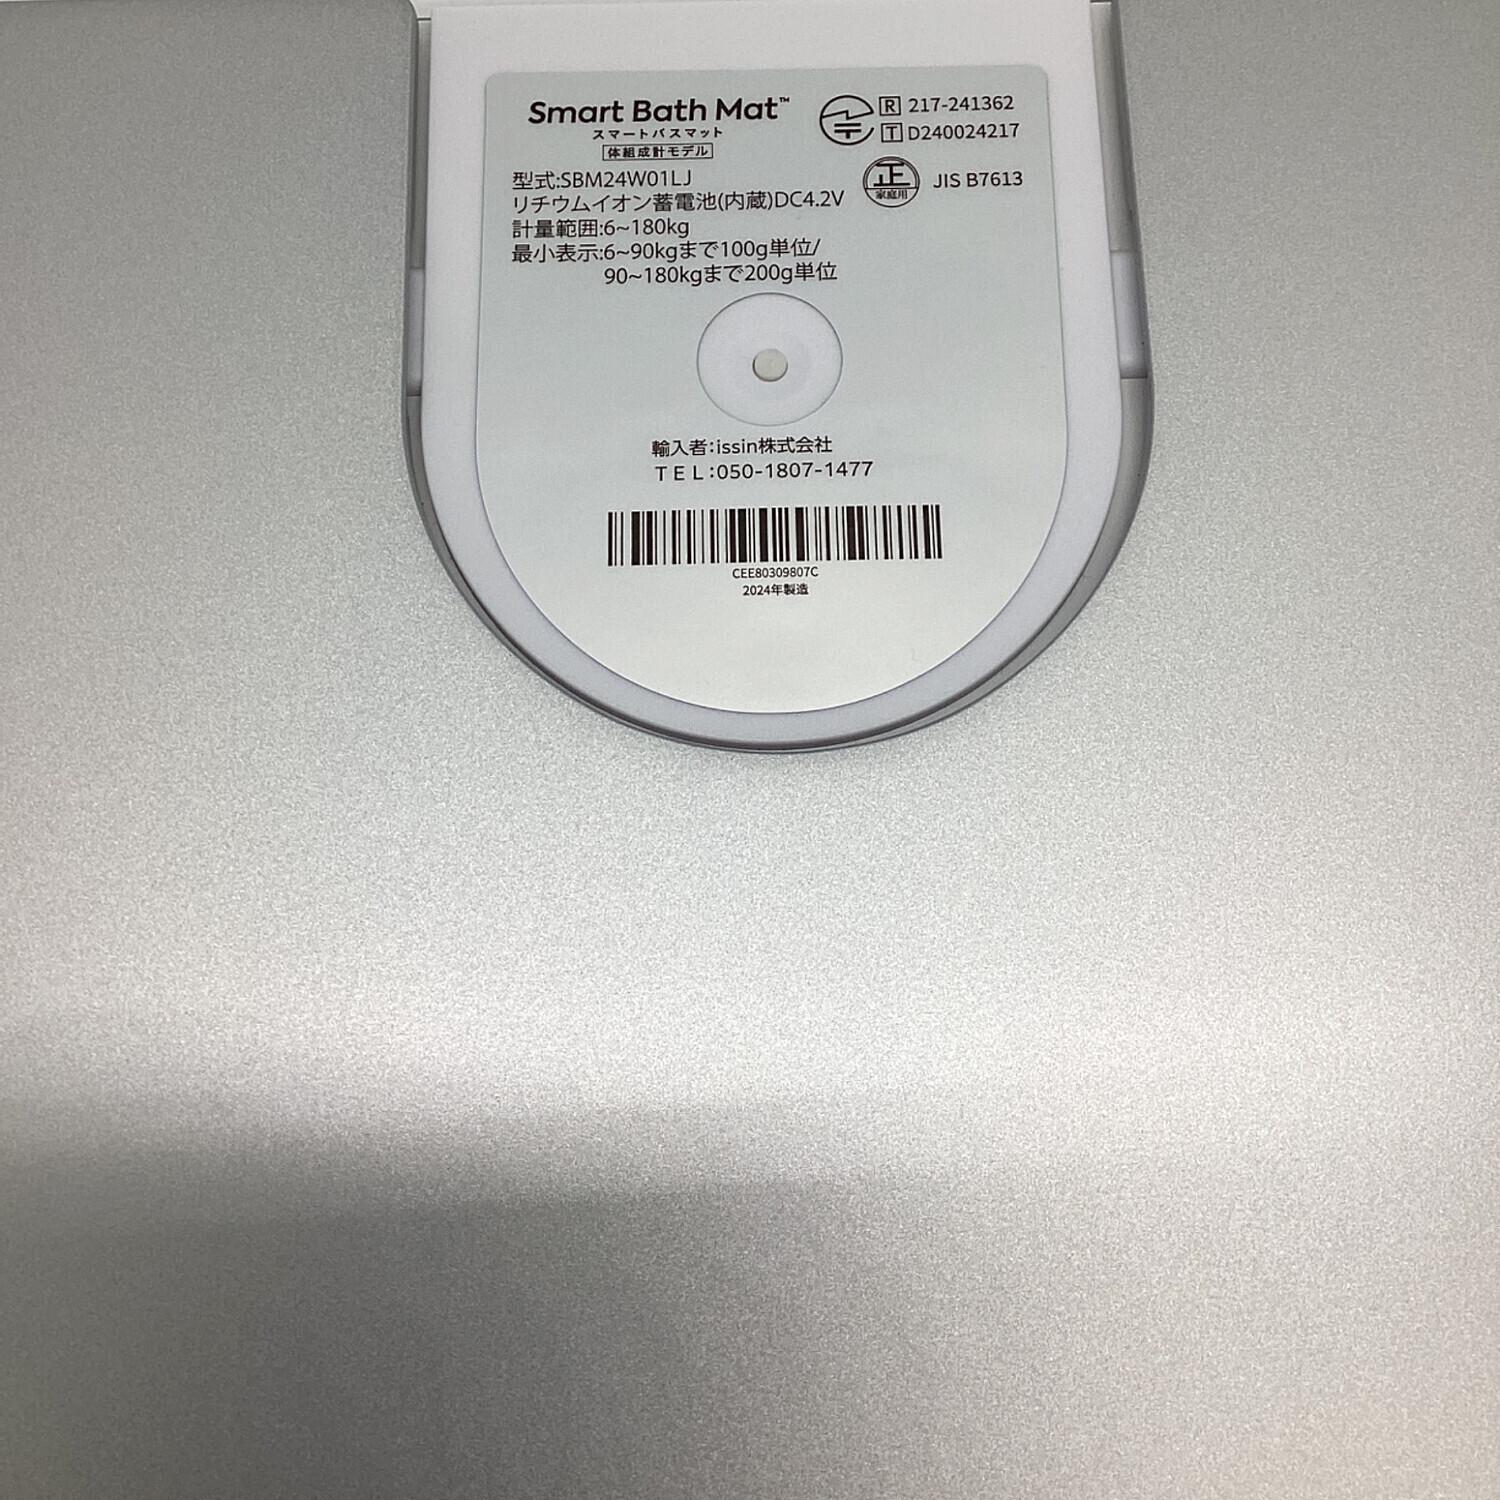 Smart Bath Mat™
スマートバスマット
体組成計モデル
R 217-241362
T D240024217
正 家庭用 JIS B7613
型式:SBM24W01LJ
リチウムイオン蓄電池(内蔵)DC4.2V
計量範囲:6~180kg
最小表示:6~90kgまで100g単位/
90~180kgまで200g単位
輸入者:issin株式会社
TEL:050-1807-1477
CEE80309807C
2024年製造